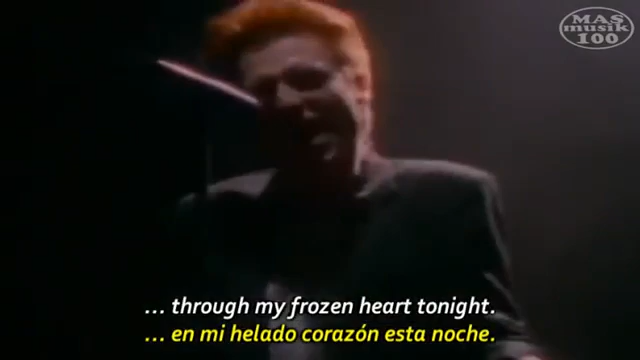 MAS
musik
100
... through my frozen heart tonight.
... en mi helado corazón esta noche.